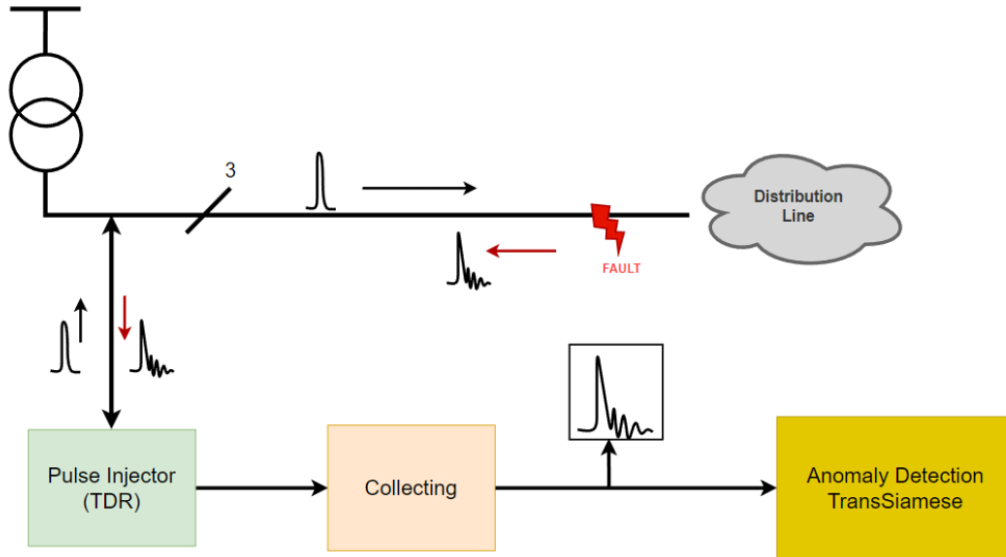 3
Distribution
Line
FAULT
Pulse Injector
(TDR)
Collecting
Anomaly Detection
TransSiamese